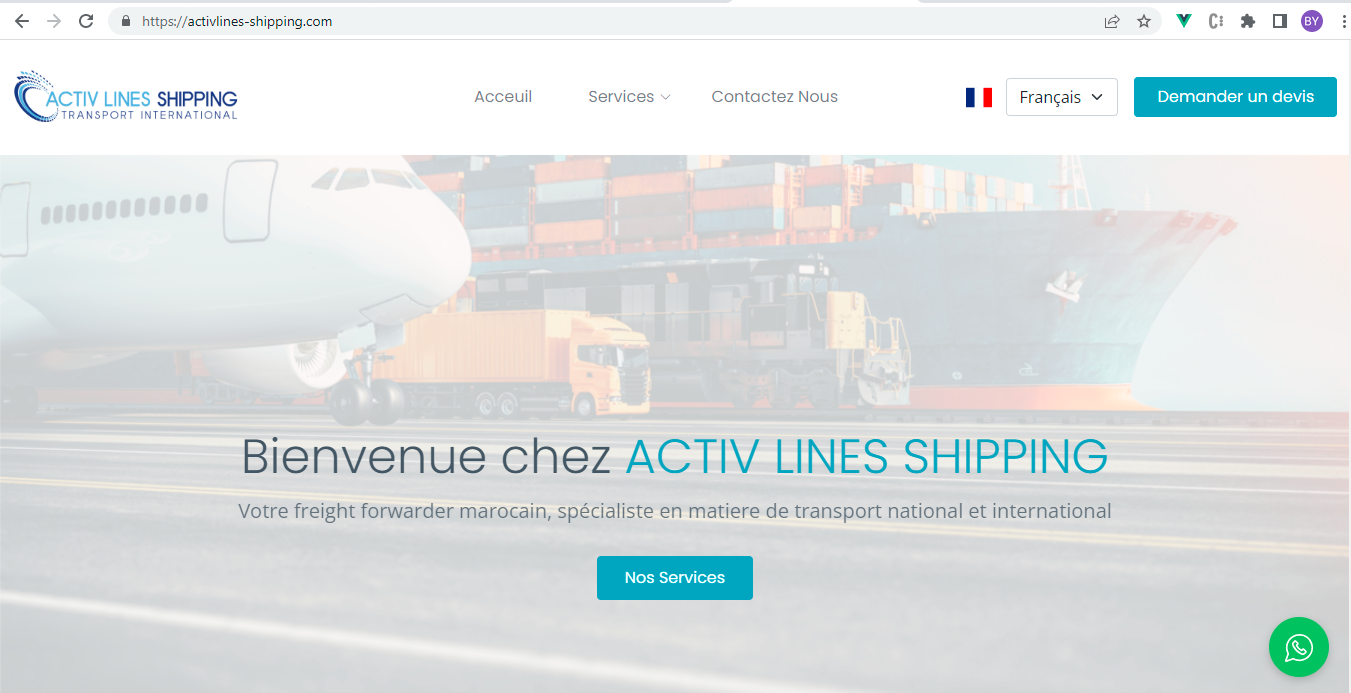 https://activlines-shipping.com
BY
ACTIV LINES SHIPPING
TRANSPORT INTERNATIONAL
Acceuil
Services
Contactez Nous
Français
Demander un devis
Bienvenue chez ACTIV LINES SHIPPING
Votre freight forwarder marocain, spécialiste en matiere de transport national et international
Nos Services